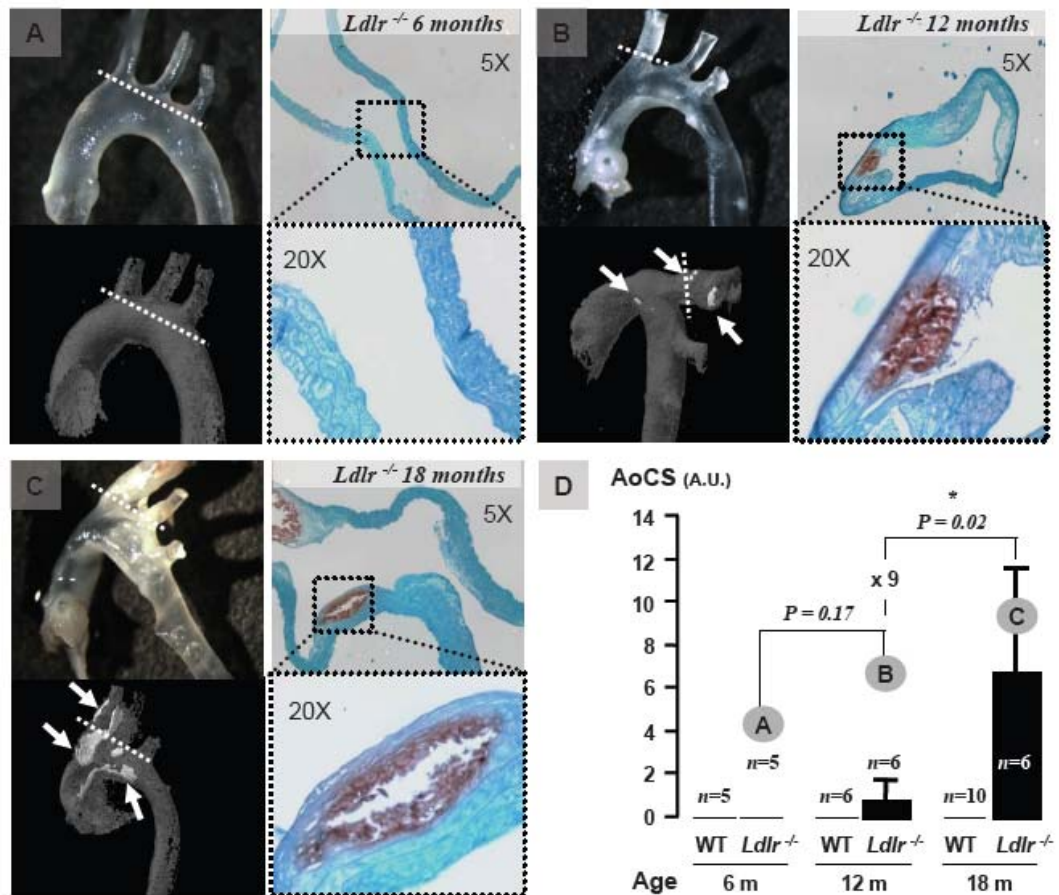 A
Ldlr -/- 6 months
5X
20X
B
Ldlr -/- 12 months
5X
20X
C
Ldlr -/- 18 months
5X
20X
D
AoCS (A.U.)
14
12
10
8
6
4
2
0
*
P = 0.02
x 9
P = 0.17
A
B
C
n=5
n=5
n=6
n=6
n=10
n=6
WT Ldlr -/- WT Ldlr -/- WT Ldlr -/-
Age 6 m 12 m 18 m